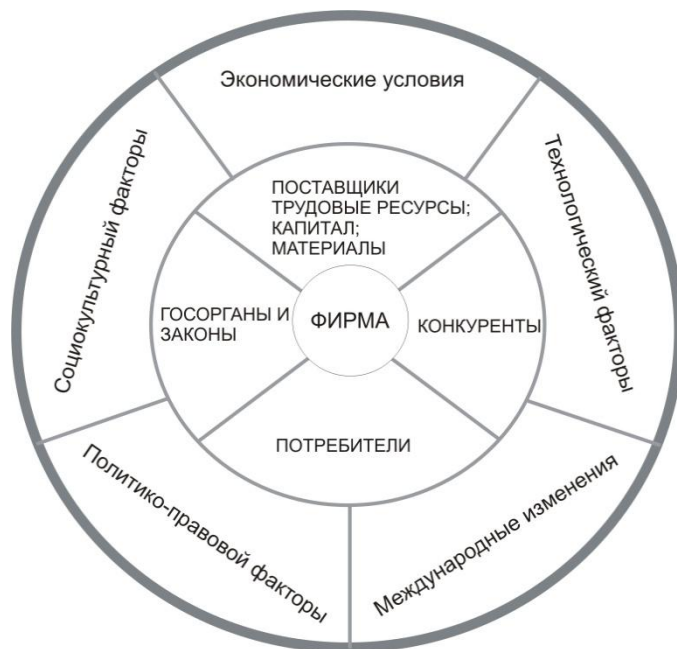 Экономические условия
Социокультурный факторы
Технологический факторы
ПОСТАВЩИКИ
ТРУДОВЫЕ РЕСУРСЫ;
КАПИТАЛ;
МАТЕРИАЛЫ
ГОСОРГАНЫ И
ЗАКОНЫ
ФИРМА
КОНКУРЕНТЫ
ПОТРЕБИТЕЛИ
Политико-правовой факторы
Международные изменения